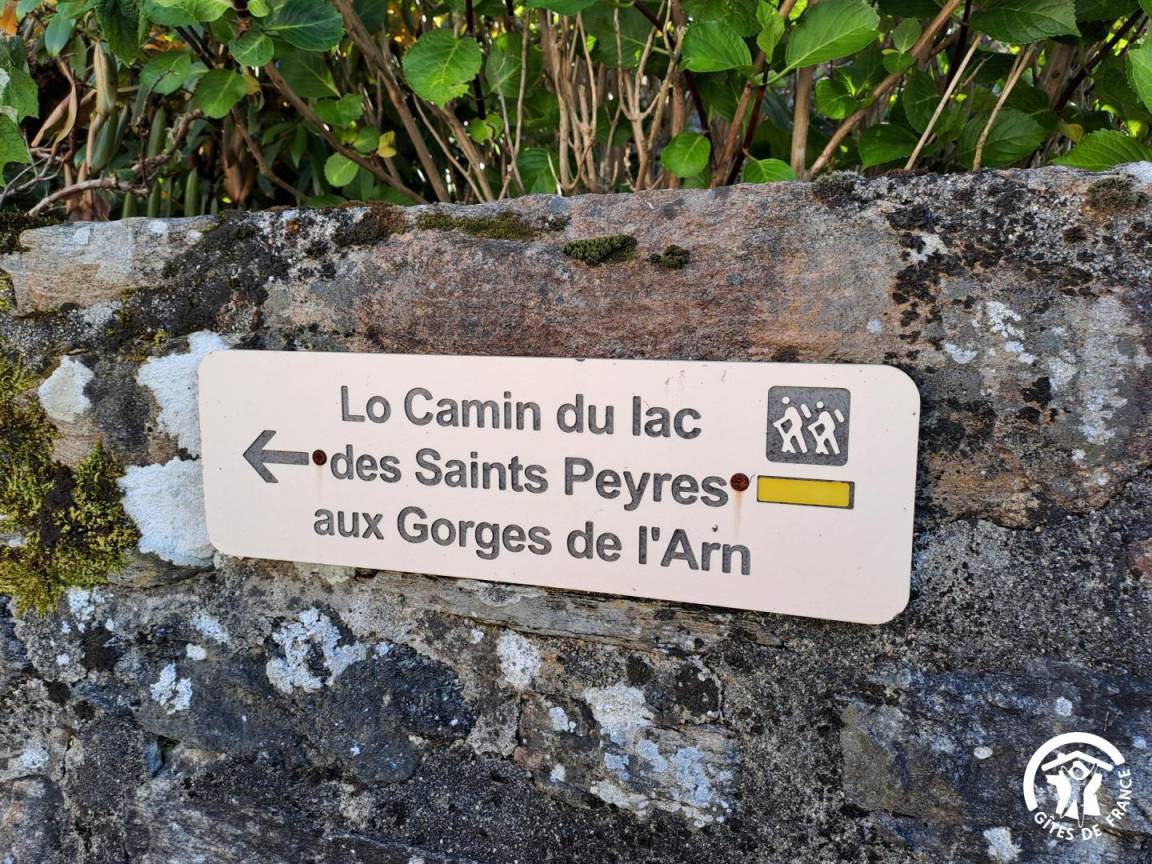 Lo Camin du lac
des Saints Peyres
aux Gorges de l'Arn
GÎTES DE FRANCE